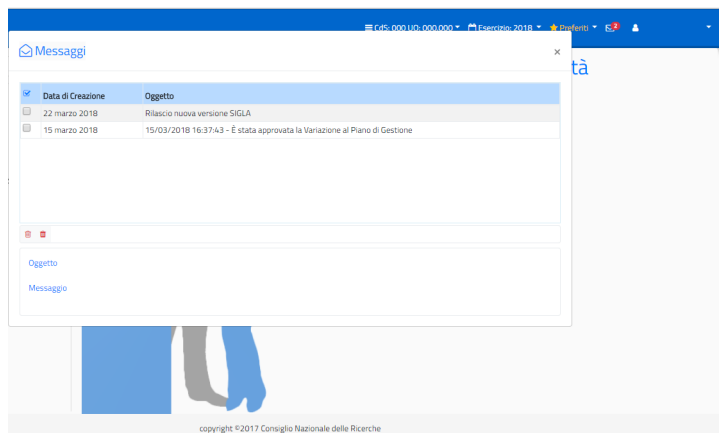 CdS: 000 UO: 000.000 Esercizio: 2018 Preferiti 2
Messaggi ×
tà
Data di Creazione Oggetto
22 marzo 2018 Rilascio nuova versione SIGLA
15 marzo 2018 15/03/2018 16:37:43 - È stata approvata la Variazione al Piano di Gestione
Oggetto
Messaggio
copyright ©2017 Consiglio Nazionale delle Ricerche